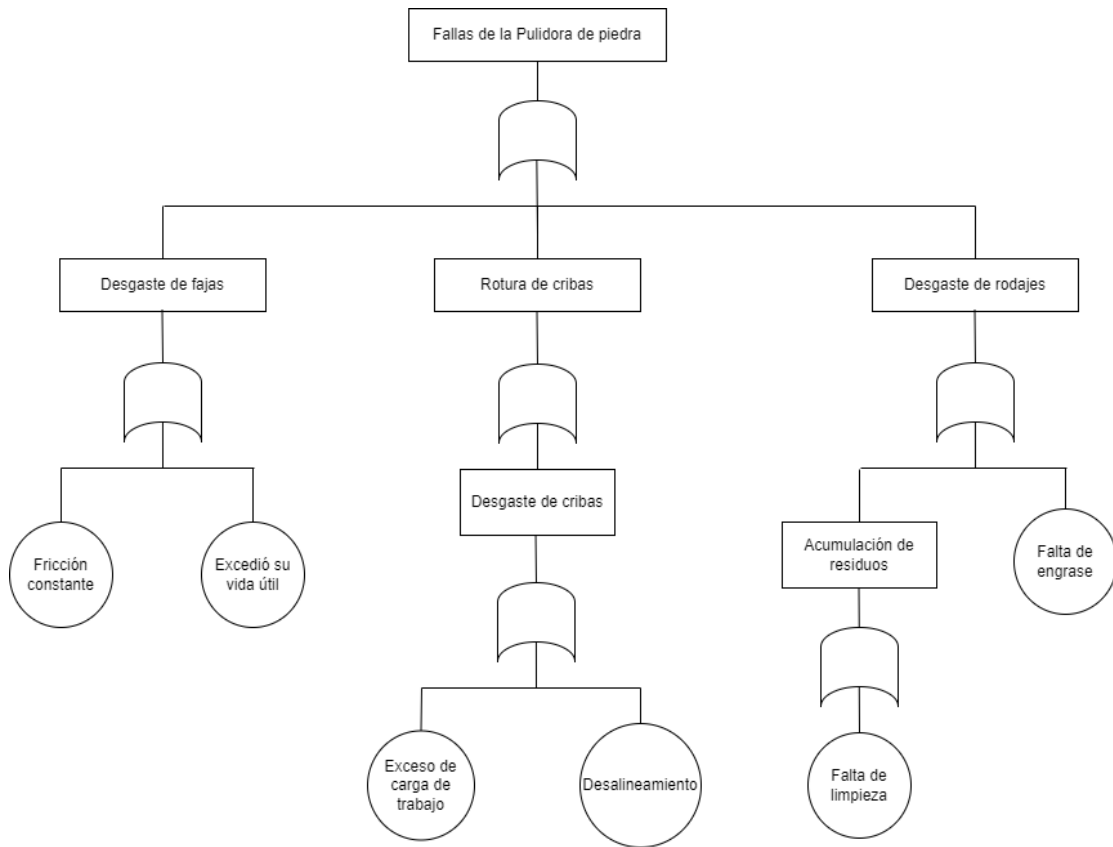 Fallas de la Pulidora de piedra
Desgaste de fajas
Rotura de cribas
Desgaste de rodajes
Desgaste de cribas
Fricción
constante
Excedió su
vida útil
Acumulación de
residuos
Falta de
engrase
Exceso de
carga de
trabajo
Desalineamiento
Falta de
limpieza